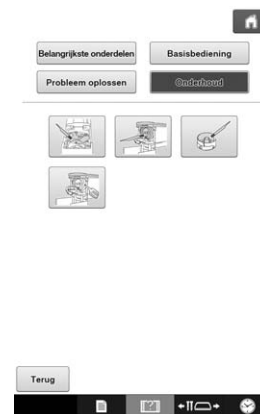 Belangrijkste onderdelen
Basisbediening
Probleem oplossen
Onderhoud
Terug